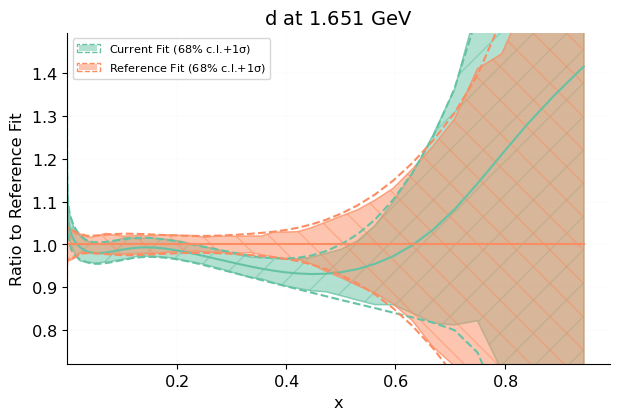 d at 1.651 GeV
Current Fit (68% c.l.+1σ)
Reference Fit (68% c.l.+1σ)
Ratio to Reference Fit
1.4
1.3
1.2
1.1
1.0
0.9
0.8
0.2 0.4 0.6 0.8
x